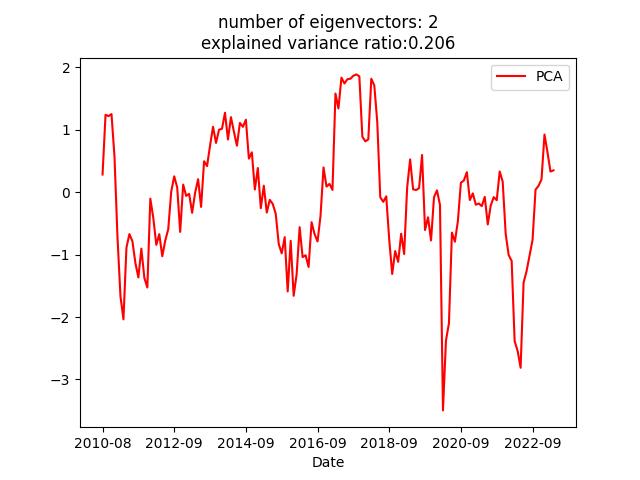 number of eigenvectors: 2
explained variance ratio:0.206
PCA
2
1
0
−1
−2
−3
2010-08 2012-09 2014-09 2016-09 2018-09 2020-09 2022-09
Date